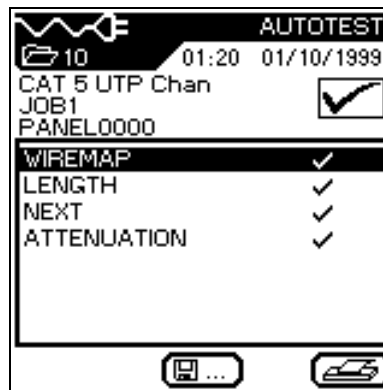 AUTOTEST
10 01:20 01/10/1999
CAT 5 UTP Chan
JOB1
PANEL0000
WIREMAP
LENGTH
NEXT
ATTENUATION
...